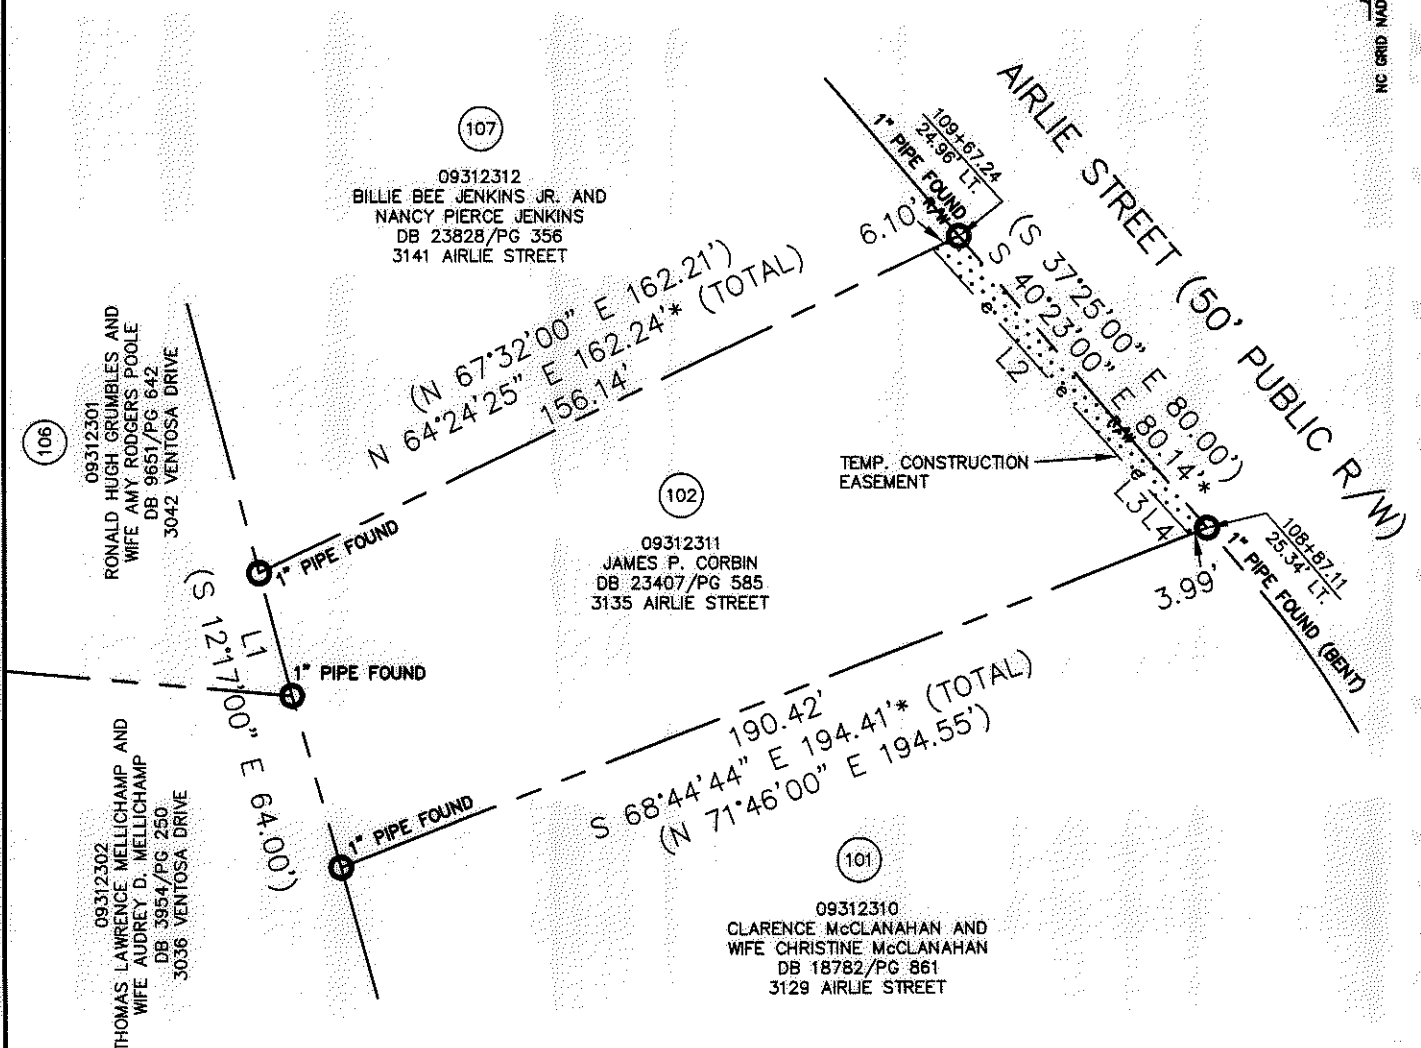 NC GRID NAD
107
09312312
BILLIE BEE JENKINS JR. AND
NANCY PIERCE JENKINS
DB 23828/PG 356
3141 AIRLIE STREET
AIRLIE STREET (50' PUBLIC R/W)
109+67.24
24.96' LT.
1" PIPE FOUND
R/W
6.10'
(S 37°25'00" E 80.00')
S 40°23'00" E 80.14'*
e
L2
e
R/W
e
L3
L4
(N 67°32'00" E 162.21')
N 64°24'25" E 162.24'* (TOTAL)
156.14'
106
09312301
RONALD HUGH GRUMBLES AND
WIFE AMY RODGERS POOLE
DB 9651/PG 642
3042 VENTOSA DRIVE
TEMP. CONSTRUCTION
EASEMENT
102
09312311
JAMES P. CORBIN
DB 23407/PG 585
3135 AIRLIE STREET
108+87.11
25.34' LT.
1" PIPE FOUND (BENT)
3.99'
1" PIPE FOUND
L1
(S 12°17'00" E 64.00')
1" PIPE FOUND
1" PIPE FOUND
190.42'
S 68°44'44" E 194.41'* (TOTAL)
(N 71°46'00" E 194.55')
09312302
THOMAS LAWRENCE MELLICHAMP AND
WIFE AUDREY D. MELLICHAMP
DB 3954/PG 250
3036 VENTOSA DRIVE
101
09312310
CLARENCE McCLANAHAN AND
WIFE CHRISTINE McCLANAHAN
DB 18782/PG 861
3129 AIRLIE STREET